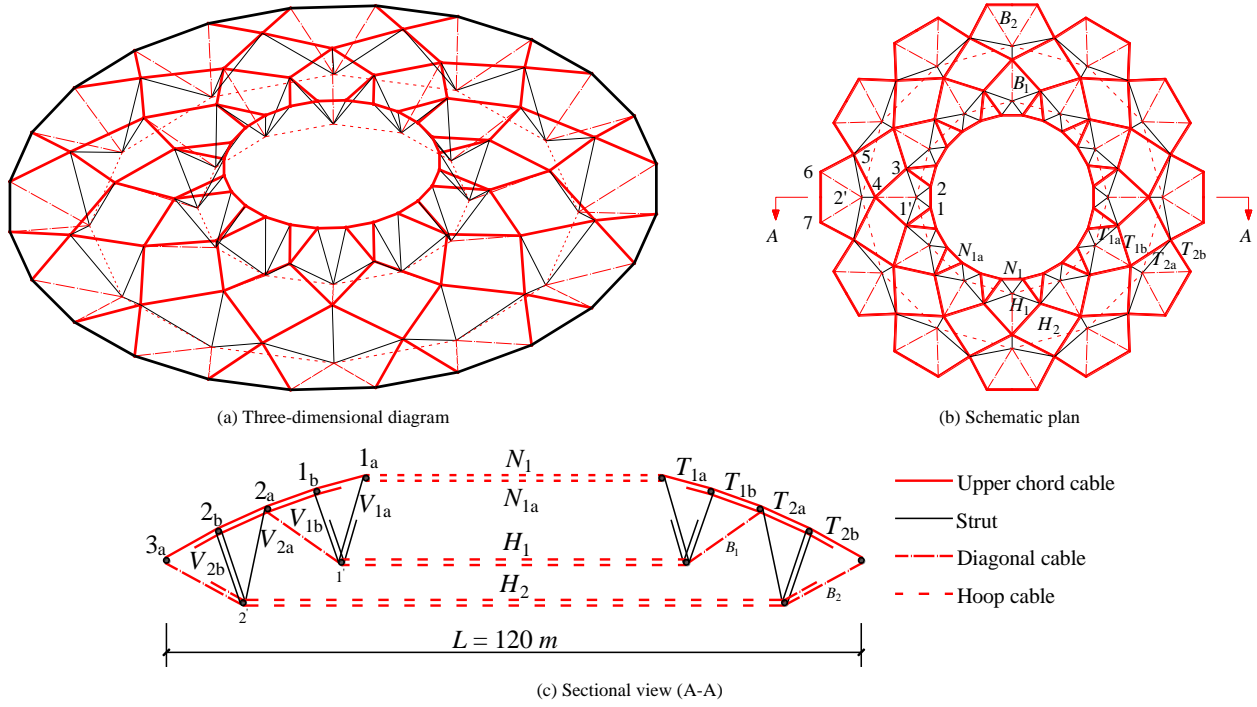 B2
B1
6
5
3
4
2
2'
1'
1
7
A
A
T1a
T1b
T2a
T2b
N1a
N1
H1
H2
(a) Three-dimensional diagram
(b) Schematic plan
1a
1b
2a
2b
3a
V1a
V1b
V2a
V2b
1'
2'
N1
N1a
H1
H2
T1a
T1b
T2a
T2b
B1
B2
L = 120 m
Upper chord cable
Strut
Diagonal cable
Hoop cable
(c) Sectional view (A-A)